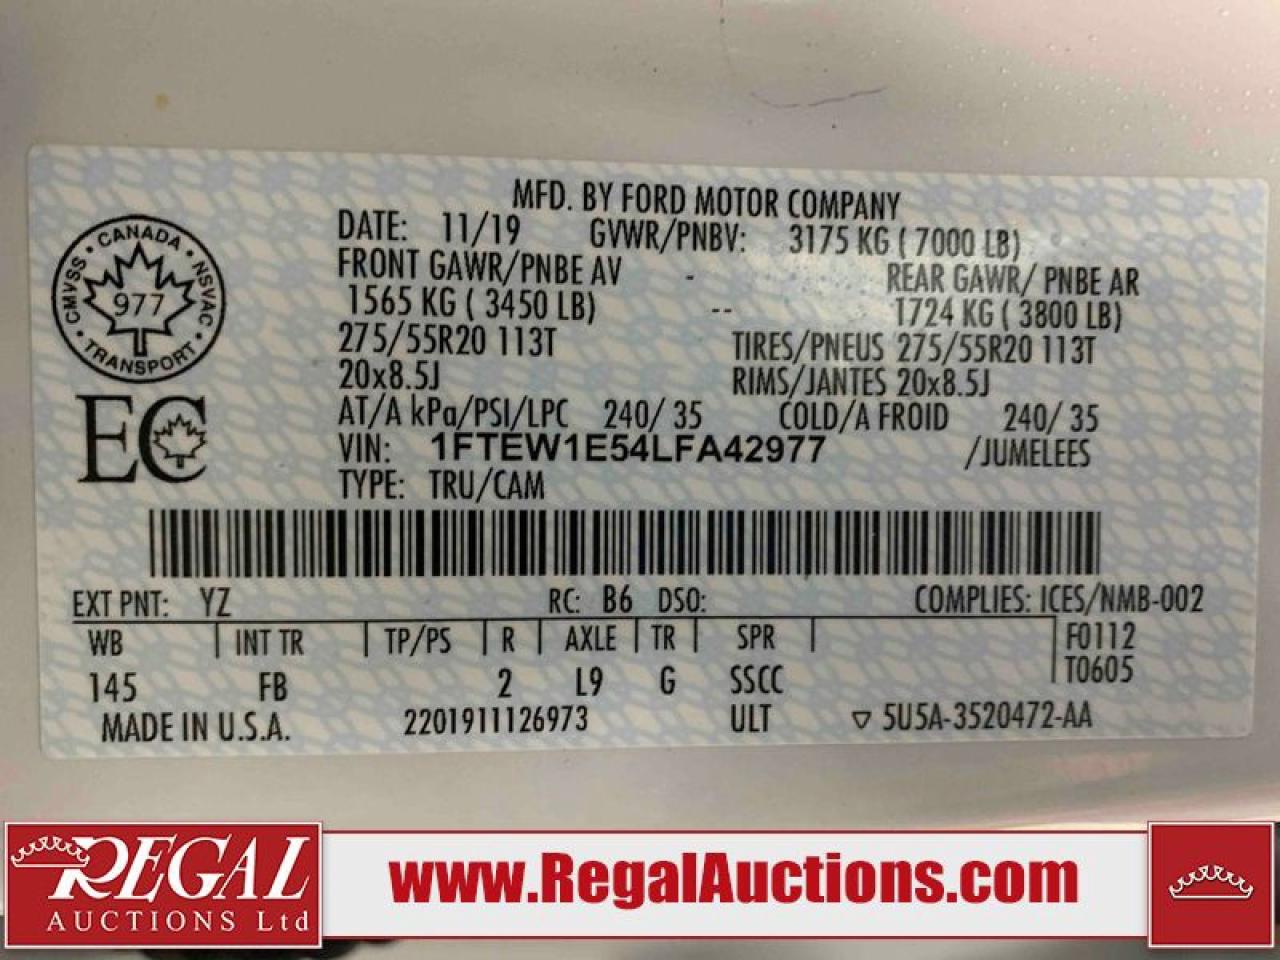 MFD. BY FORD MOTOR COMPANY
DATE: 11/19 GVWR/PNBV: 3175 KG ( 7000 LB)
FRONT GAWR/PNBE AV - REAR GAWR/ PNBE AR
1565 KG ( 3450 LB) -- 1724 KG ( 3800 LB)
275/55R20 113T TIRES/PNEUS 275/55R20 113T
20x8.5J RIMS/JANTES 20x8.5J
AT/A kPa/PSI/LPC 240/ 35 COLD/A FROID 240/ 35
VIN: 1FTEW1E54LFA42977 /JUMELEES
TYPE: TRU/CAM
CANADA
CMVSS • NSVAC
977
TRANSPORT
EC
EXT PNT: YZ RC: B6 DSO: COMPLIES: ICES/NMB-002
WB | INT TR | TP/PS | R | AXLE | TR | SPR | | F0112
T0605
145 FB 2 L9 G SSCC
MADE IN U.S.A. 2201911126973 ULT ▽ 5U5A-3520472-AA
REGAL
AUCTIONS Ltd
www.RegalAuctions.com